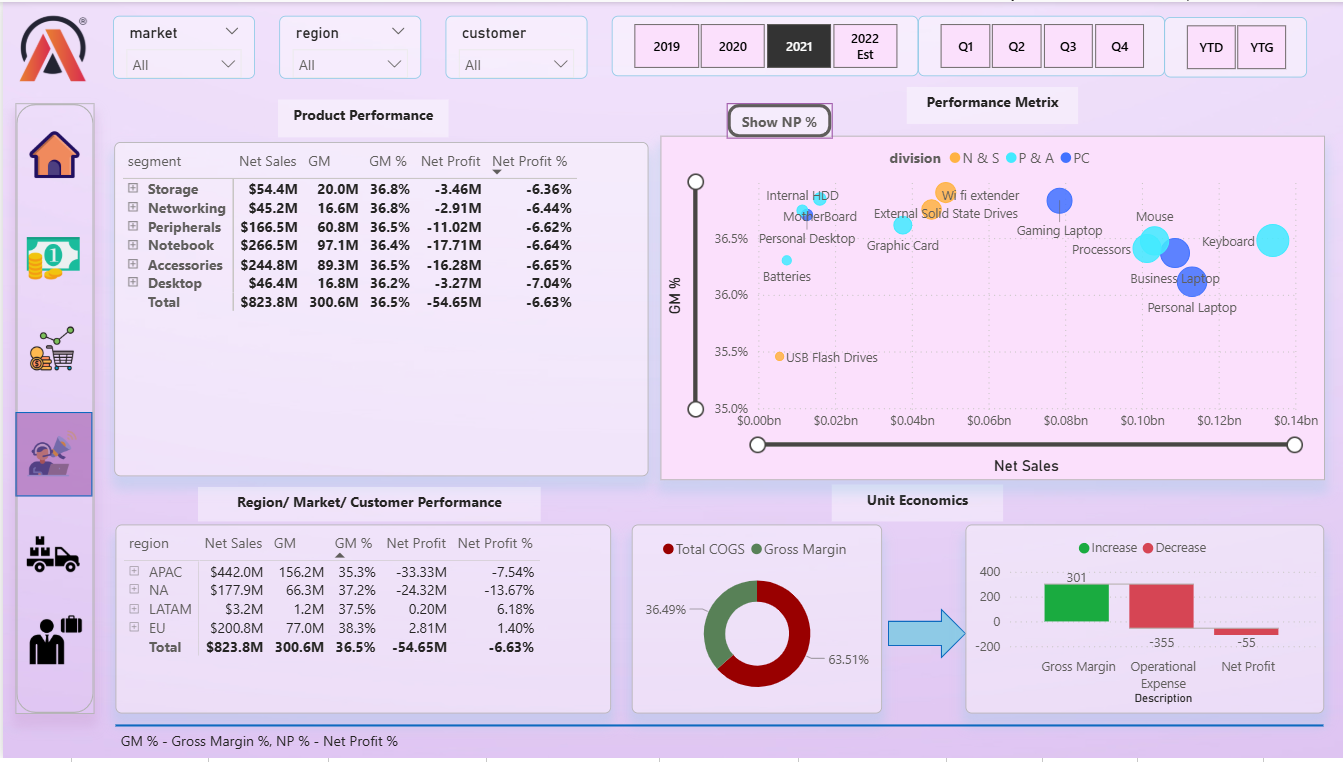 market
All
region
All
customer
All
2019
2020
2021
2022
Est
Q1
Q2
Q3
Q4
YTD
YTG
Product Performance
segment Net Sales GM GM % Net Profit Net Profit %
Storage $54.4M 20.0M 36.8% -3.46M -6.36%
Networking $45.2M 16.6M 36.8% -2.91M -6.44%
Peripherals $166.5M 60.8M 36.5% -11.02M -6.62%
Notebook $266.5M 97.1M 36.4% -17.71M -6.64%
Accessories $244.8M 89.3M 36.5% -16.28M -6.65%
Desktop $46.4M 16.8M 36.2% -3.27M -7.04%
Total $823.8M 300.6M 36.5% -54.65M -6.63%
Show NP %
Performance Metrix
division N & S P & A PC
GM %
36.5%
36.0%
35.5%
35.0%
Internal HDD
MotherBoard
Personal Desktop
Batteries
Wi fi extender
External Solid State Drives
Graphic Card
Gaming Laptop
Mouse
Processors
Keyboard
Business Laptop
Personal Laptop
USB Flash Drives
$0.00bn $0.02bn $0.04bn $0.06bn $0.08bn $0.10bn $0.12bn $0.14bn
Net Sales
Region/ Market/ Customer Performance
region Net Sales GM GM % Net Profit Net Profit %
APAC $442.0M 156.2M 35.3% -33.33M -7.54%
NA $177.9M 66.3M 37.2% -24.32M -13.67%
LATAM $3.2M 1.2M 37.5% 0.20M 6.18%
EU $200.8M 77.0M 38.3% 2.81M 1.40%
Total $823.8M 300.6M 36.5% -54.65M -6.63%
Unit Economics
Total COGS Gross Margin
36.49%
63.51%
Increase Decrease
400
200
0
-200
301
-355
-55
Gross Margin
Operational
Expense
Net Profit
Description
GM % - Gross Margin %, NP % - Net Profit %